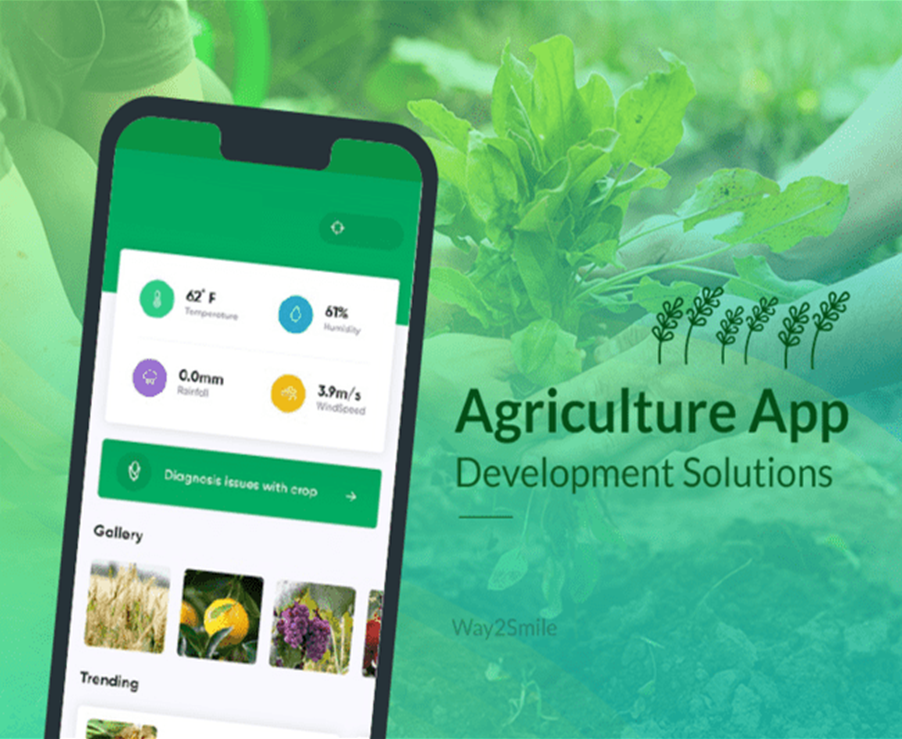 62° F
Temperature
61%
Humidity
0.0mm
Rainfall
3.9m/s
WindSpeed
Diagnosis issues with crop
Gallery
Trending
Agriculture App
Development Solutions
Way2Smile